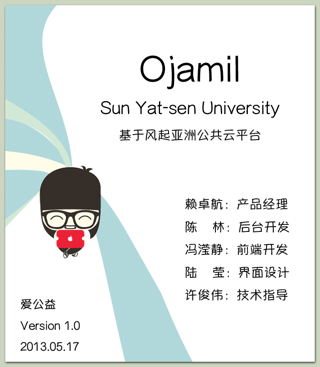 Ojamil
Sun Yat-sen University
基于风起亚洲公共云平台
赖卓航：产品经理
陈　林：后台开发
冯滢静：前端开发
陆　莹：界面设计
许俊伟：技术指导
爱公益
Version 1.0
2013.05.17